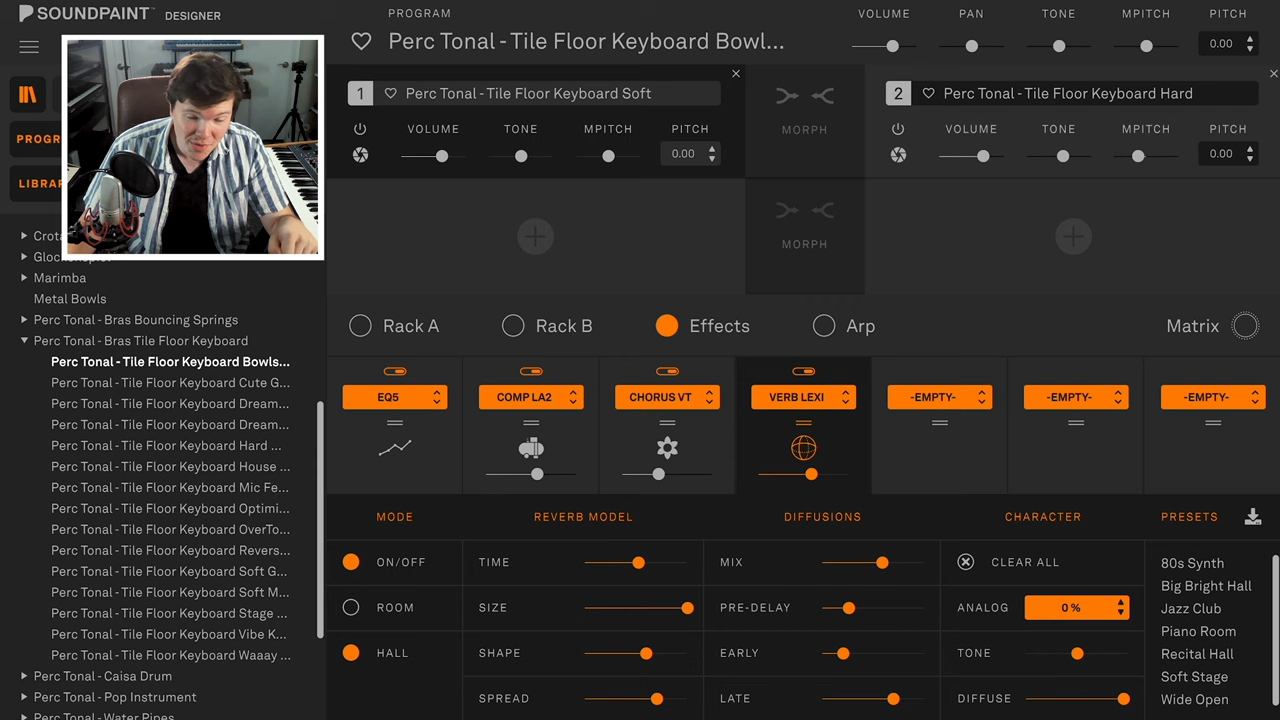 SOUNDPAINT™ DESIGNER
PROGRAM
Perc Tonal - Tile Floor Keyboard Bowl...
VOLUME PAN TONE MPITCH PITCH
0.00
1 Perc Tonal - Tile Floor Keyboard Soft
VOLUME TONE MPITCH PITCH
0.00
MORPH
2 Perc Tonal - Tile Floor Keyboard Hard
VOLUME TONE MPITCH PITCH
0.00
MORPH
Marimba
Metal Bowls
Perc Tonal - Bras Bouncing Springs
Perc Tonal - Bras Tile Floor Keyboard
Perc Tonal - Tile Floor Keyboard Bowls...
Perc Tonal - Tile Floor Keyboard Cute G...
Perc Tonal - Tile Floor Keyboard Dream...
Perc Tonal - Tile Floor Keyboard Dream...
Perc Tonal - Tile Floor Keyboard Hard ...
Perc Tonal - Tile Floor Keyboard House ...
Perc Tonal - Tile Floor Keyboard Mic Fe...
Perc Tonal - Tile Floor Keyboard Optimi...
Perc Tonal - Tile Floor Keyboard OverTo...
Perc Tonal - Tile Floor Keyboard Revers...
Perc Tonal - Tile Floor Keyboard Soft G...
Perc Tonal - Tile Floor Keyboard Soft M...
Perc Tonal - Tile Floor Keyboard Stage ...
Perc Tonal - Tile Floor Keyboard Vibe K...
Perc Tonal - Tile Floor Keyboard Waaay ...
Perc Tonal - Caisa Drum
Perc Tonal - Pop Instrument
Perc Tonal - Water Pipes
Rack A Rack B Effects Arp Matrix
EQ5 COMP LA2 CHORUS VT VERB LEXI -EMPTY- -EMPTY- -EMPTY-
MODE REVERB MODEL DIFFUSIONS CHARACTER PRESETS
ON/OFF TIME MIX CLEAR ALL 80s Synth
Big Bright Hall
ROOM SIZE PRE-DELAY ANALOG 0 % Jazz Club
Piano Room
HALL SHAPE EARLY TONE Recital Hall
Soft Stage
SPREAD LATE DIFFUSE Wide Open